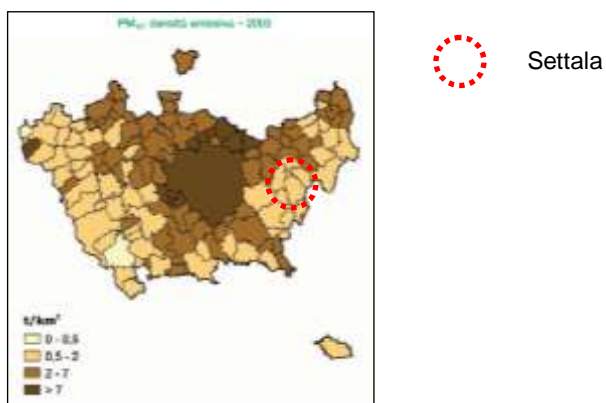 PM₁₀ densità emissiva - 2003
Settala
t/km²
0 - 0,5
0,5 - 2
2 - 7
> 7